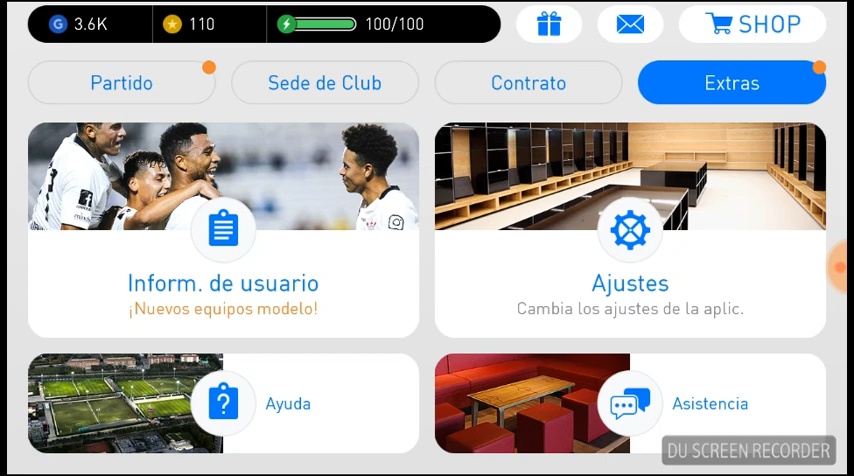 G 3.6K 110 100/100 SHOP
Partido Sede de Club Contrato Extras
Inform. de usuario
¡Nuevos equipos modelo!
Ajustes
Cambia los ajustes de la aplic.
Ayuda
Asistencia
DU SCREEN RECORDER